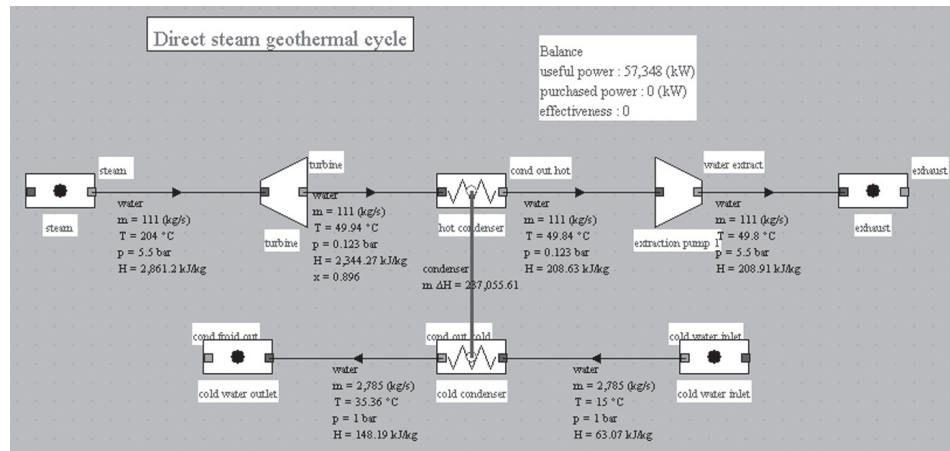 Direct steam geothermal cycle
Balance
useful power : 57,348 (kW)
purchased power : 0 (kW)
effectiveness : 0
steam
turbine
cond out hot
water extract
exhaust
steam
water
m = 111 (kg/s)
T = 204 °C
p = 5.5 bar
H = 2,861.2 kJ/kg
turbine
water
m = 111 (kg/s)
T = 49.94 °C
p = 0.123 bar
H = 2,344.27 kJ/kg
x = 0.896
hot condenser
water
m = 111 (kg/s)
T = 49.84 °C
p = 0.123 bar
H = 208.63 kJ/kg
extraction pump 1
water
m = 111 (kg/s)
T = 49.8 °C
p = 5.5 bar
H = 208.91 kJ/kg
exhaust
condenser
m ΔH = 237,055.61
cond froid out
cond out cold
cold water inlet
cold water outlet
water
m = 2,785 (kg/s)
T = 35.36 °C
p = 1 bar
H = 148.19 kJ/kg
cold condenser
water
m = 2,785 (kg/s)
T = 15 °C
p = 1 bar
H = 63.07 kJ/kg
cold water inlet